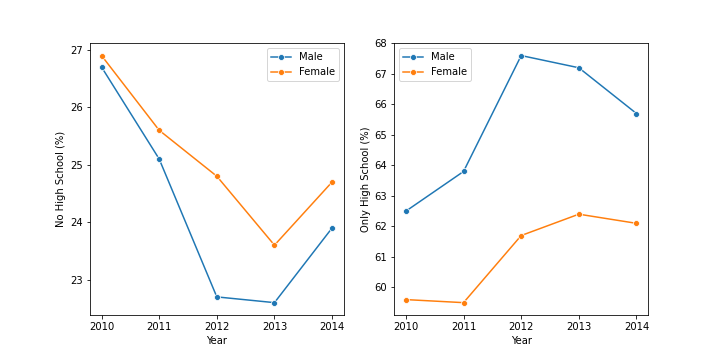 No High School (%)
27
26
25
24
23
2010 2011 2012 2013 2014
Year
Male
Female
Only High School (%)
68
67
66
65
64
63
62
61
60
2010 2011 2012 2013 2014
Year
Male
Female